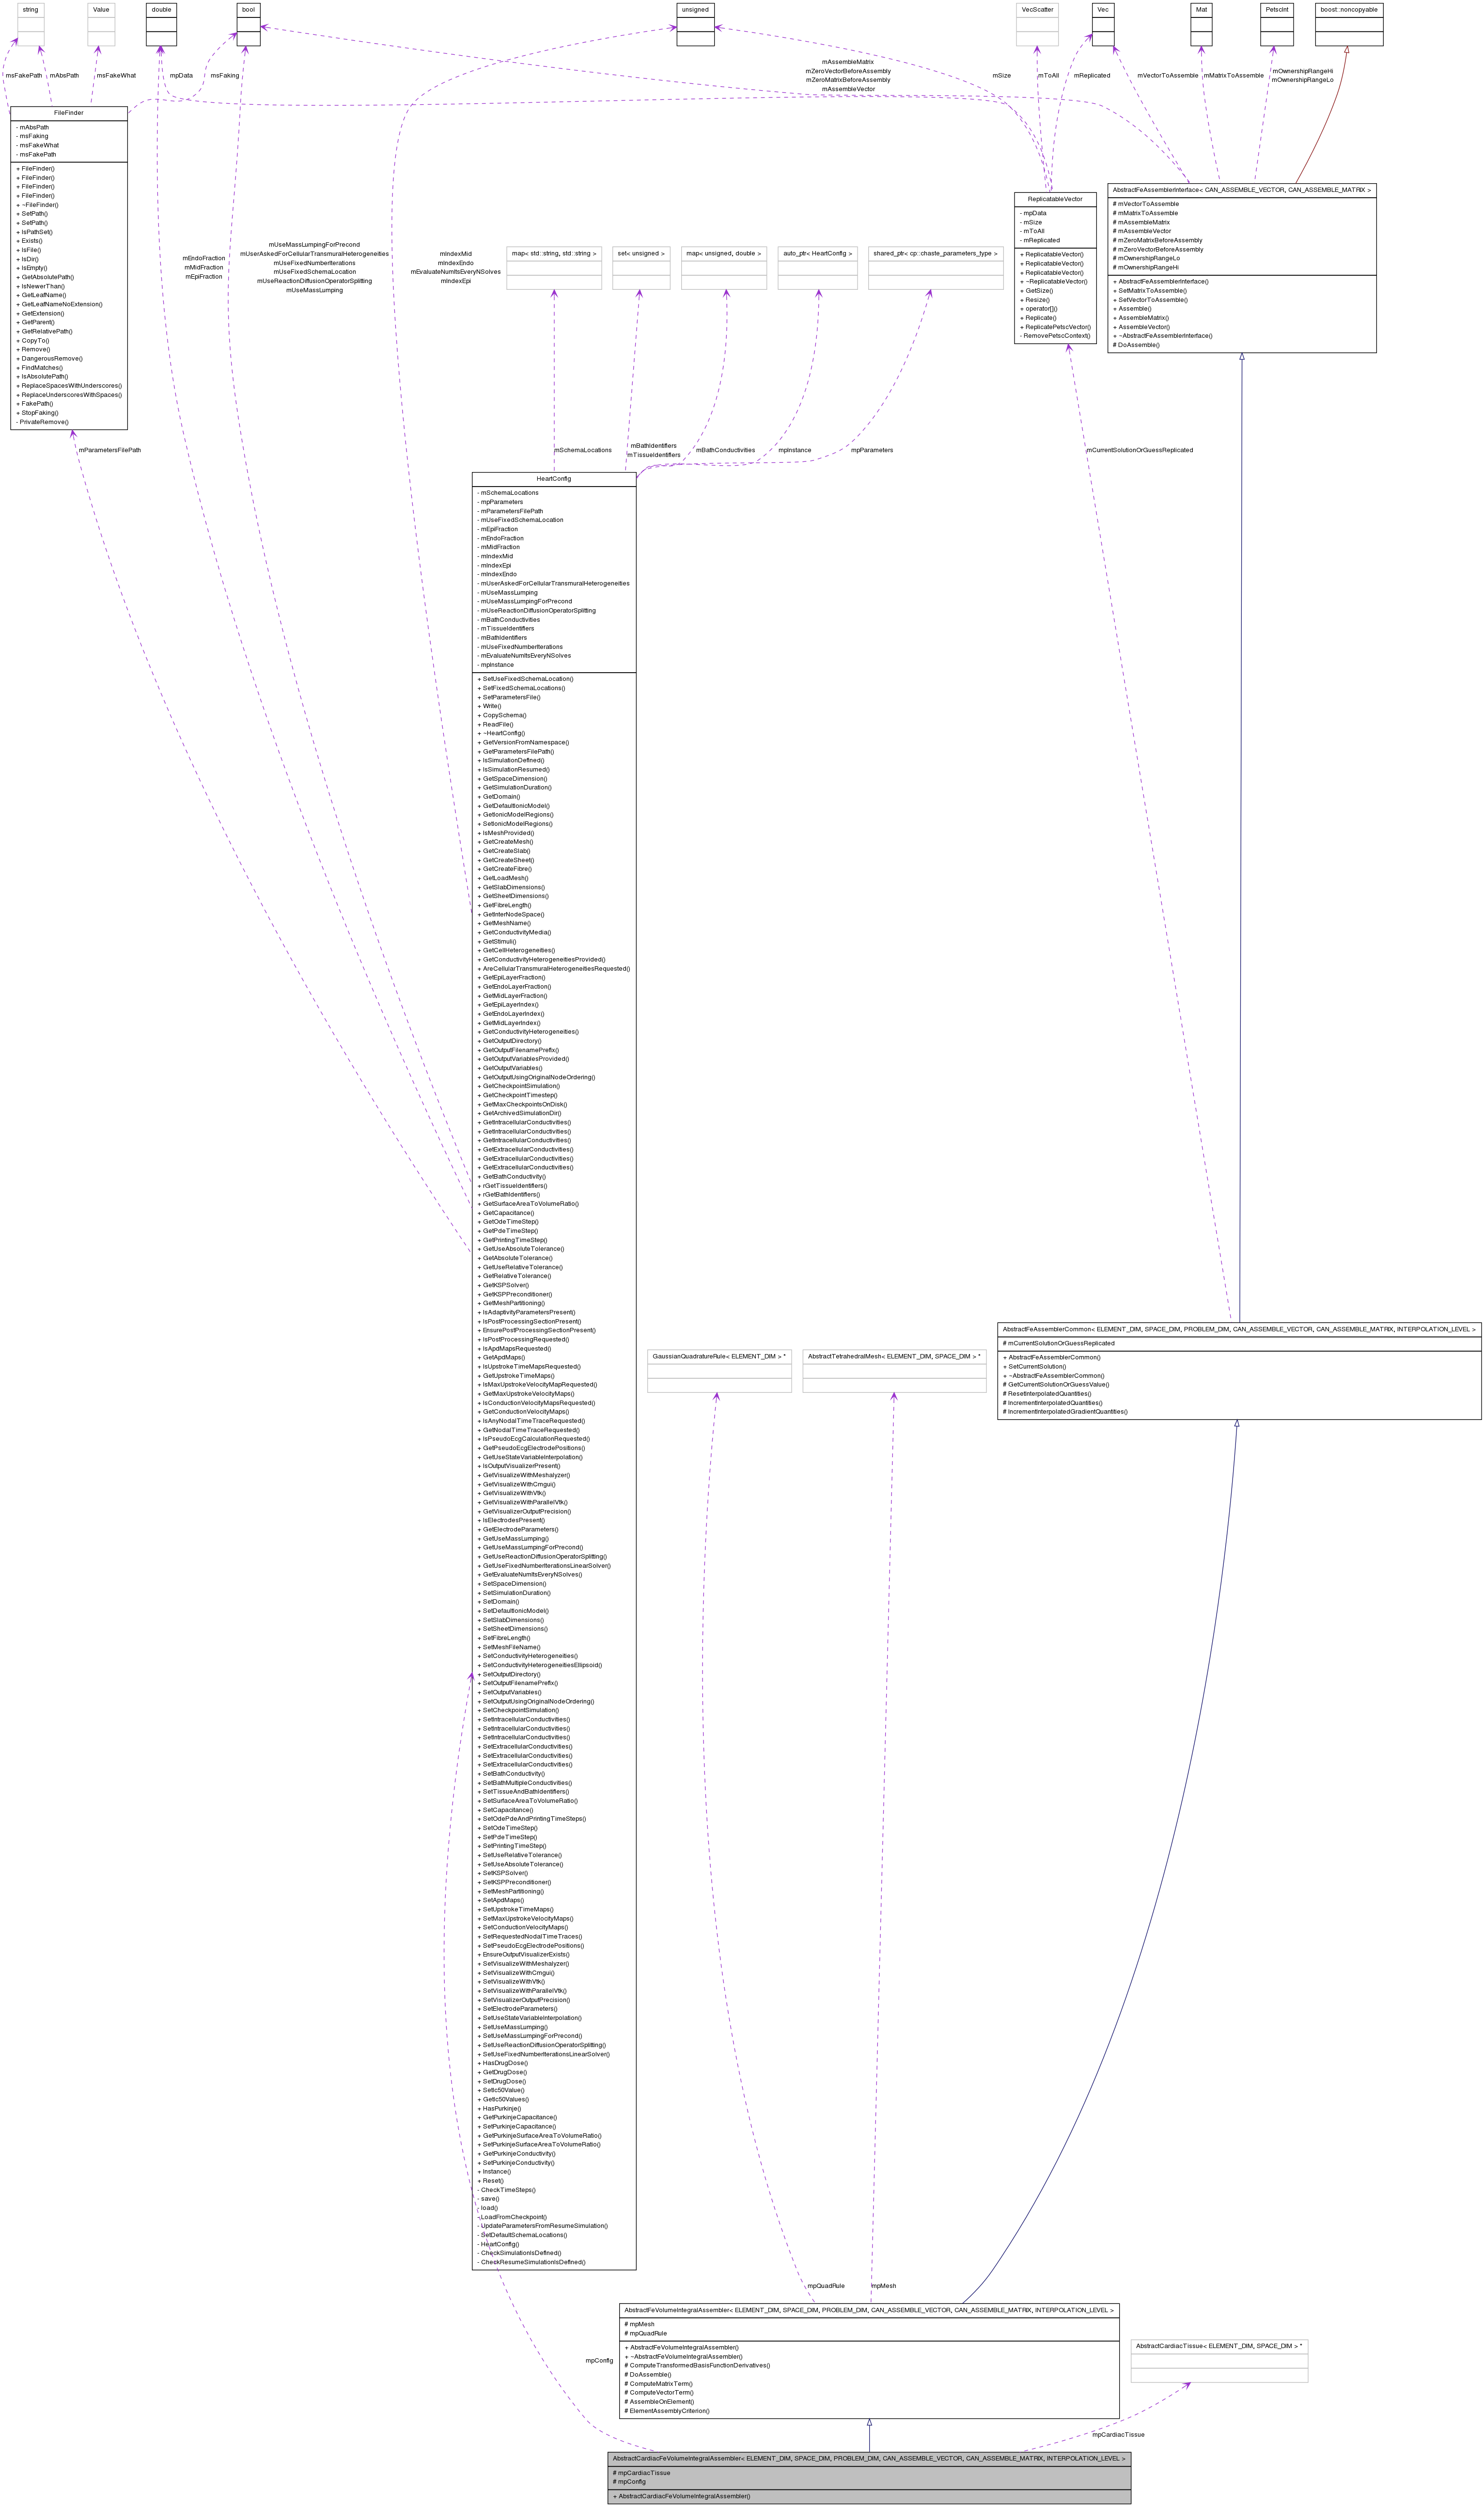 string
Value
double
bool
unsigned
VecScatter
Vec
Mat
PetscInt
boost::noncopyable
msFakePath
mAbsPath
msFakeWhat
mpData
msFaking
mAssembleMatrix
mZeroVectorBeforeAssembly
mZeroMatrixBeforeAssembly
mAssembleVector
mSize
mToAll
mReplicated
mVectorToAssemble
mMatrixToAssemble
mOwnershipRangeHi
mOwnershipRangeLo
FileFinder
- mAbsPath
- msFaking
- msFakeWhat
- msFakePath
+ FileFinder()
+ FileFinder()
+ FileFinder()
+ FileFinder()
+ ~FileFinder()
+ SetPath()
+ SetPath()
+ IsPathSet()
+ Exists()
+ IsFile()
+ IsDir()
+ IsEmpty()
+ GetAbsolutePath()
+ IsNewerThan()
+ GetLeafName()
+ GetLeafNameNoExtension()
+ GetExtension()
+ GetParent()
+ GetRelativePath()
+ CopyTo()
+ Remove()
+ DangerousRemove()
+ FindMatches()
+ IsAbsolutePath()
+ ReplaceSpacesWithUnderscores()
+ ReplaceUnderscoresWithSpaces()
+ FakePath()
+ StopFaking()
- PrivateRemove()
AbstractFeAssemblerInterface< CAN_ASSEMBLE_VECTOR, CAN_ASSEMBLE_MATRIX >
# mVectorToAssemble
# mMatrixToAssemble
# mAssembleMatrix
# mAssembleVector
# mZeroMatrixBeforeAssembly
# mZeroVectorBeforeAssembly
# mOwnershipRangeLo
# mOwnershipRangeHi
+ AbstractFeAssemblerInterface()
+ SetMatrixToAssemble()
+ SetVectorToAssemble()
+ Assemble()
+ AssembleMatrix()
+ AssembleVector()
+ ~AbstractFeAssemblerInterface()
# DoAssemble()
ReplicatableVector
- mpData
- mSize
- mToAll
- mReplicated
+ ReplicatableVector()
+ ReplicatableVector()
+ ReplicatableVector()
+ ~ReplicatableVector()
+ GetSize()
+ Resize()
+ operator[]()
+ Replicate()
+ ReplicatePetscVector()
- RemovePetscContext()
mEndoFraction
mMidFraction
mEpiFraction
mUseMassLumpingForPrecond
mUserAskedForCellularTransmuralHeterogeneities
mUseFixedNumberIterations
mUseFixedSchemaLocation
mUseReactionDiffusionOperatorSplitting
mUseMassLumping
mIndexMid
mIndexEndo
mEvaluateNumItsEveryNSolves
mIndexEpi
map< std::string, std::string >
set< unsigned >
map< unsigned, double >
auto_ptr< HeartConfig >
shared_ptr< cp::chaste_parameters_type >
mParametersFilePath
mSchemaLocations
mBathIdentifiers
mTissueIdentifiers
mBathConductivities
mpInstance
mpParameters
mCurrentSolutionOrGuessReplicated
HeartConfig
- mSchemaLocations
- mpParameters
- mParametersFilePath
- mUseFixedSchemaLocation
- mEpiFraction
- mEndoFraction
- mMidFraction
- mIndexMid
- mIndexEpi
- mIndexEndo
- mUserAskedForCellularTransmuralHeterogeneities
- mUseMassLumping
- mUseMassLumpingForPrecond
- mUseReactionDiffusionOperatorSplitting
- mBathConductivities
- mTissueIdentifiers
- mBathIdentifiers
- mUseFixedNumberIterations
- mEvaluateNumItsEveryNSolves
- mpInstance
+ SetUseFixedSchemaLocation()
+ SetFixedSchemaLocations()
+ SetParametersFile()
+ Write()
+ CopySchema()
+ ReadFile()
+ ~HeartConfig()
+ GetVersionFromNamespace()
+ GetParametersFilePath()
+ IsSimulationDefined()
+ IsSimulationResumed()
+ GetSpaceDimension()
+ GetSimulationDuration()
+ GetDomain()
+ GetDefaultIonicModel()
+ GetIonicModelRegions()
+ SetIonicModelRegions()
+ IsMeshProvided()
+ GetCreateMesh()
+ GetCreateSlab()
+ GetCreateSheet()
+ GetCreateFibre()
+ GetLoadMesh()
+ GetSlabDimensions()
+ GetSheetDimensions()
+ GetFibreLength()
+ GetInterNodeSpace()
+ GetMeshName()
+ GetConductivityMedia()
+ GetStimuli()
+ GetCellHeterogeneities()
+ GetConductivityHeterogeneitiesProvided()
+ AreCellularTransmuralHeterogeneitiesRequested()
+ GetEpiLayerFraction()
+ GetEndoLayerFraction()
+ GetMidLayerFraction()
+ GetEpiLayerIndex()
+ GetEndoLayerIndex()
+ GetMidLayerIndex()
+ GetConductivityHeterogeneities()
+ GetOutputDirectory()
+ GetOutputFilenamePrefix()
+ GetOutputVariablesProvided()
+ GetOutputVariables()
+ GetOutputUsingOriginalNodeOrdering()
+ GetCheckpointSimulation()
+ GetCheckpointTimestep()
+ GetMaxCheckpointsOnDisk()
+ GetArchivedSimulationDir()
+ GetIntracellularConductivities()
+ GetIntracellularConductivities()
+ GetIntracellularConductivities()
+ GetExtracellularConductivities()
+ GetExtracellularConductivities()
+ GetExtracellularConductivities()
+ GetBathConductivity()
+ rGetTissueIdentifiers()
+ rGetBathIdentifiers()
+ GetSurfaceAreaToVolumeRatio()
+ GetCapacitance()
+ GetOdeTimeStep()
+ GetPdeTimeStep()
+ GetPrintingTimeStep()
+ GetUseAbsoluteTolerance()
+ GetAbsoluteTolerance()
+ GetUseRelativeTolerance()
+ GetRelativeTolerance()
+ GetKSPSolver()
+ GetKSPPreconditioner()
+ GetMeshPartitioning()
+ IsAdaptivityParametersPresent()
+ IsPostProcessingSectionPresent()
+ EnsurePostProcessingSectionPresent()
+ IsPostProcessingRequested()
+ IsApdMapsRequested()
+ GetApdMaps()
+ IsUpstrokeTimeMapsRequested()
+ GetUpstrokeTimeMaps()
+ IsMaxUpstrokeVelocityMapRequested()
+ GetMaxUpstrokeVelocityMaps()
+ IsConductionVelocityMapsRequested()
+ GetConductionVelocityMaps()
+ IsAnyNodalTimeTraceRequested()
+ GetNodalTimeTraceRequested()
+ IsPseudoEcgCalculationRequested()
+ GetPseudoEcgElectrodePositions()
+ GetUseStateVariableInterpolation()
+ IsOutputVisualizerPresent()
+ GetVisualizeWithMeshalyzer()
+ GetVisualizeWithCmgui()
+ GetVisualizeWithVtk()
+ GetVisualizeWithParallelVtk()
+ GetVisualizerOutputPrecision()
+ IsElectrodesPresent()
+ GetElectrodeParameters()
+ GetUseMassLumping()
+ GetUseMassLumpingForPrecond()
+ GetUseReactionDiffusionOperatorSplitting()
+ GetUseFixedNumberIterationsLinearSolver()
+ GetEvaluateNumItsEveryNSolves()
+ SetSpaceDimension()
+ SetSimulationDuration()
+ SetDomain()
+ SetDefaultIonicModel()
+ SetSlabDimensions()
+ SetSheetDimensions()
+ SetFibreLength()
+ SetMeshFileName()
+ SetConductivityHeterogeneities()
+ SetConductivityHeterogeneitiesEllipsoid()
+ SetOutputDirectory()
+ SetOutputFilenamePrefix()
+ SetOutputVariables()
+ SetOutputUsingOriginalNodeOrdering()
+ SetCheckpointSimulation()
+ SetIntracellularConductivities()
+ SetIntracellularConductivities()
+ SetIntracellularConductivities()
+ SetExtracellularConductivities()
+ SetExtracellularConductivities()
+ SetExtracellularConductivities()
+ SetBathConductivity()
+ SetBathMultipleConductivities()
+ SetTissueAndBathIdentifiers()
+ SetSurfaceAreaToVolumeRatio()
+ SetCapacitance()
+ SetOdePdeAndPrintingTimeSteps()
+ SetOdeTimeStep()
+ SetPdeTimeStep()
+ SetPrintingTimeStep()
+ SetUseRelativeTolerance()
+ SetUseAbsoluteTolerance()
+ SetKSPSolver()
+ SetKSPPreconditioner()
+ SetMeshPartitioning()
+ SetApdMaps()
+ SetUpstrokeTimeMaps()
+ SetMaxUpstrokeVelocityMaps()
+ SetConductionVelocityMaps()
+ SetRequestedNodalTimeTraces()
+ SetPseudoEcgElectrodePositions()
+ EnsureOutputVisualizerExists()
+ SetVisualizeWithMeshalyzer()
+ SetVisualizeWithCmgui()
+ SetVisualizeWithVtk()
+ SetVisualizeWithParallelVtk()
+ SetVisualizerOutputPrecision()
+ SetElectrodeParameters()
+ SetUseStateVariableInterpolation()
+ SetUseMassLumping()
+ SetUseMassLumpingForPrecond()
+ SetUseReactionDiffusionOperatorSplitting()
+ SetUseFixedNumberIterationsLinearSolver()
+ HasDrugDose()
+ GetDrugDose()
+ SetDrugDose()
+ SetIc50Value()
+ GetIc50Values()
+ HasPurkinje()
+ GetPurkinjeCapacitance()
+ SetPurkinjeCapacitance()
+ GetPurkinjeSurfaceAreaToVolumeRatio()
+ SetPurkinjeSurfaceAreaToVolumeRatio()
+ GetPurkinjeConductivity()
+ SetPurkinjeConductivity()
+ Instance()
+ Reset()
- CheckTimeSteps()
- save()
- load()
- LoadFromCheckpoint()
- UpdateParametersFromResumeSimulation()
- SetDefaultSchemaLocations()
- HeartConfig()
- CheckSimulationIsDefined()
- CheckResumeSimulationIsDefined()
AbstractFeAssemblerCommon< ELEMENT_DIM, SPACE_DIM, PROBLEM_DIM, CAN_ASSEMBLE_VECTOR, CAN_ASSEMBLE_MATRIX, INTERPOLATION_LEVEL >
# mCurrentSolutionOrGuessReplicated
+ AbstractFeAssemblerCommon()
+ SetCurrentSolution()
+ ~AbstractFeAssemblerCommon()
# GetCurrentSolutionOrGuessValue()
# ResetInterpolatedQuantities()
# IncrementInterpolatedQuantities()
# IncrementInterpolatedGradientQuantities()
GaussianQuadratureRule< ELEMENT_DIM > *
AbstractTetrahedralMesh< ELEMENT_DIM, SPACE_DIM > *
mpQuadRule
mpMesh
AbstractFeVolumeIntegralAssembler< ELEMENT_DIM, SPACE_DIM, PROBLEM_DIM, CAN_ASSEMBLE_VECTOR, CAN_ASSEMBLE_MATRIX, INTERPOLATION_LEVEL >
# mpMesh
# mpQuadRule
+ AbstractFeVolumeIntegralAssembler()
+ ~AbstractFeVolumeIntegralAssembler()
# ComputeTransformedBasisFunctionDerivatives()
# DoAssemble()
# ComputeMatrixTerm()
# ComputeVectorTerm()
# AssembleOnElement()
# ElementAssemblyCriterion()
AbstractCardiacTissue< ELEMENT_DIM, SPACE_DIM > *
mpConfig
mpCardiacTissue
AbstractCardiacFeVolumeIntegralAssembler< ELEMENT_DIM, SPACE_DIM, PROBLEM_DIM, CAN_ASSEMBLE_VECTOR, CAN_ASSEMBLE_MATRIX, INTERPOLATION_LEVEL >
# mpCardiacTissue
# mpConfig
+ AbstractCardiacFeVolumeIntegralAssembler()